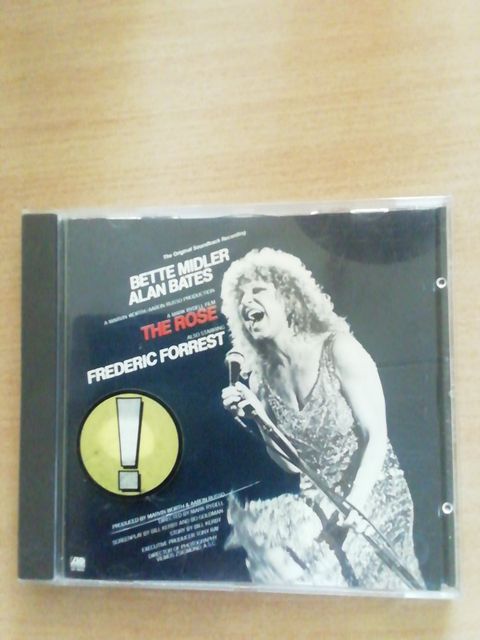 The Original Soundtrack Recording
BETTE MIDLER
ALAN BATES
A MARVIN WORTH/AARON RUSSO PRODUCTION
A MARK RYDELL FILM
THE ROSE
ALSO STARRING
FREDERIC FORREST
!
PRODUCED BY MARVIN WORTH & AARON RUSSO
DIRECTED BY MARK RYDELL
SCREENPLAY BY BILL KERBY AND BO GOLDMAN
STORY BY BILL KERBY
EXECUTIVE PRODUCER TONY RAY
DIRECTOR OF PHOTOGRAPHY
VILMOS ZSIGMOND, A.S.C.